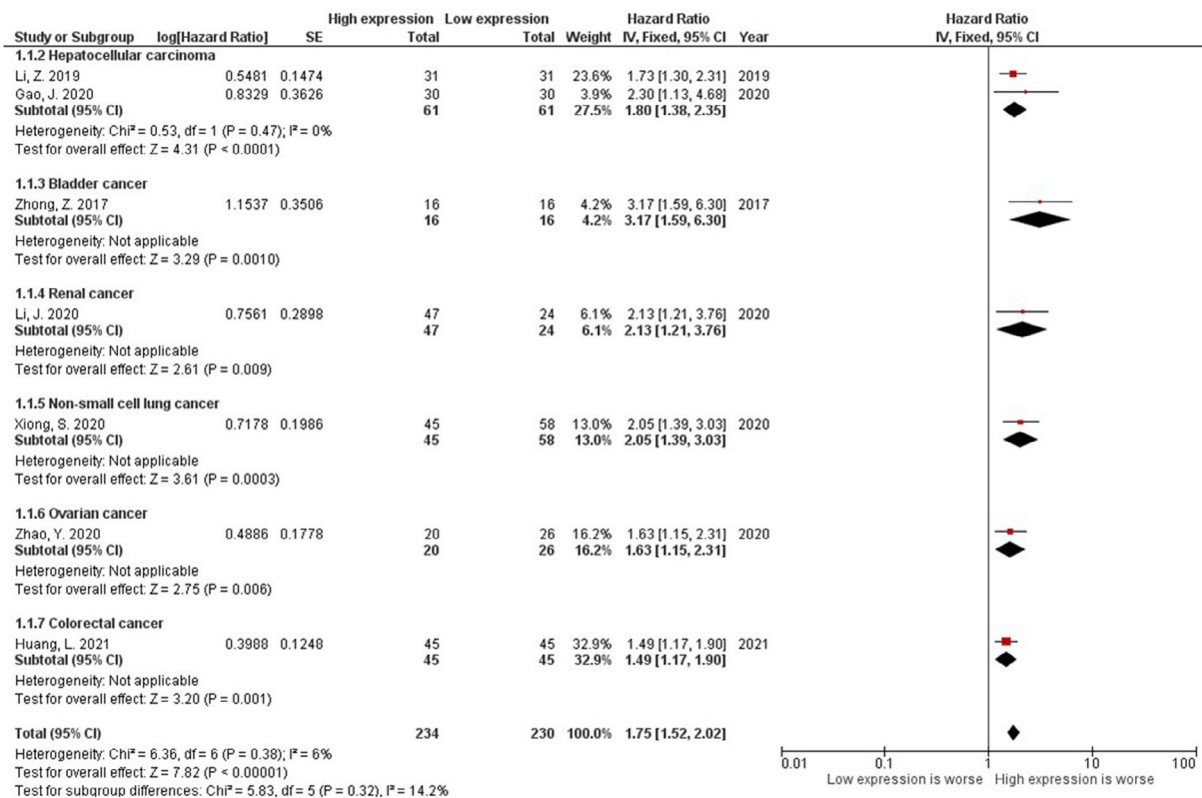 High expression Low expression Hazard Ratio Hazard Ratio
Study or Subgroup log[Hazard Ratio] SE Total Total Weight IV, Fixed, 95% CI Year IV, Fixed, 95% CI
1.1.2 Hepatocellular carcinoma
Li, Z. 2019 0.5481 0.1474 31 31 23.6% 1.73 [1.30, 2.31] 2019
Gao, J. 2020 0.8329 0.3626 30 30 3.9% 2.30 [1.13, 4.68] 2020
Subtotal (95% CI) 61 61 27.5% 1.80 [1.38, 2.35]
Heterogeneity: Chi² = 0.53, df = 1 (P = 0.47); I² = 0%
Test for overall effect: Z = 4.31 (P < 0.0001)
1.1.3 Bladder cancer
Zhong, Z. 2017 1.1537 0.3506 16 16 4.2% 3.17 [1.59, 6.30] 2017
Subtotal (95% CI) 16 16 4.2% 3.17 [1.59, 6.30]
Heterogeneity: Not applicable
Test for overall effect: Z = 3.29 (P = 0.0010)
1.1.4 Renal cancer
Li, J. 2020 0.7561 0.2898 47 24 6.1% 2.13 [1.21, 3.76] 2020
Subtotal (95% CI) 47 24 6.1% 2.13 [1.21, 3.76]
Heterogeneity: Not applicable
Test for overall effect: Z = 2.61 (P = 0.009)
1.1.5 Non-small cell lung cancer
Xiong, S. 2020 0.7178 0.1986 45 58 13.0% 2.05 [1.39, 3.03] 2020
Subtotal (95% CI) 45 58 13.0% 2.05 [1.39, 3.03]
Heterogeneity: Not applicable
Test for overall effect: Z = 3.61 (P = 0.0003)
1.1.6 Ovarian cancer
Zhao, Y. 2020 0.4886 0.1778 20 26 16.2% 1.63 [1.15, 2.31] 2020
Subtotal (95% CI) 20 26 16.2% 1.63 [1.15, 2.31]
Heterogeneity: Not applicable
Test for overall effect: Z = 2.75 (P = 0.006)
1.1.7 Colorectal cancer
Huang, L. 2021 0.3988 0.1248 45 45 32.9% 1.49 [1.17, 1.90] 2021
Subtotal (95% CI) 45 45 32.9% 1.49 [1.17, 1.90]
Heterogeneity: Not applicable
Test for overall effect: Z = 3.20 (P = 0.001)
Total (95% CI) 234 230 100.0% 1.75 [1.52, 2.02]
Heterogeneity: Chi² = 6.36, df = 6 (P = 0.38); I² = 6%
Test for overall effect: Z = 7.82 (P < 0.00001)
Test for subgroup differences: Chi² = 5.83, df = 5 (P = 0.32), I² = 14.2%
0.01 0.1 1 10 100
Low expression is worse High expression is worse